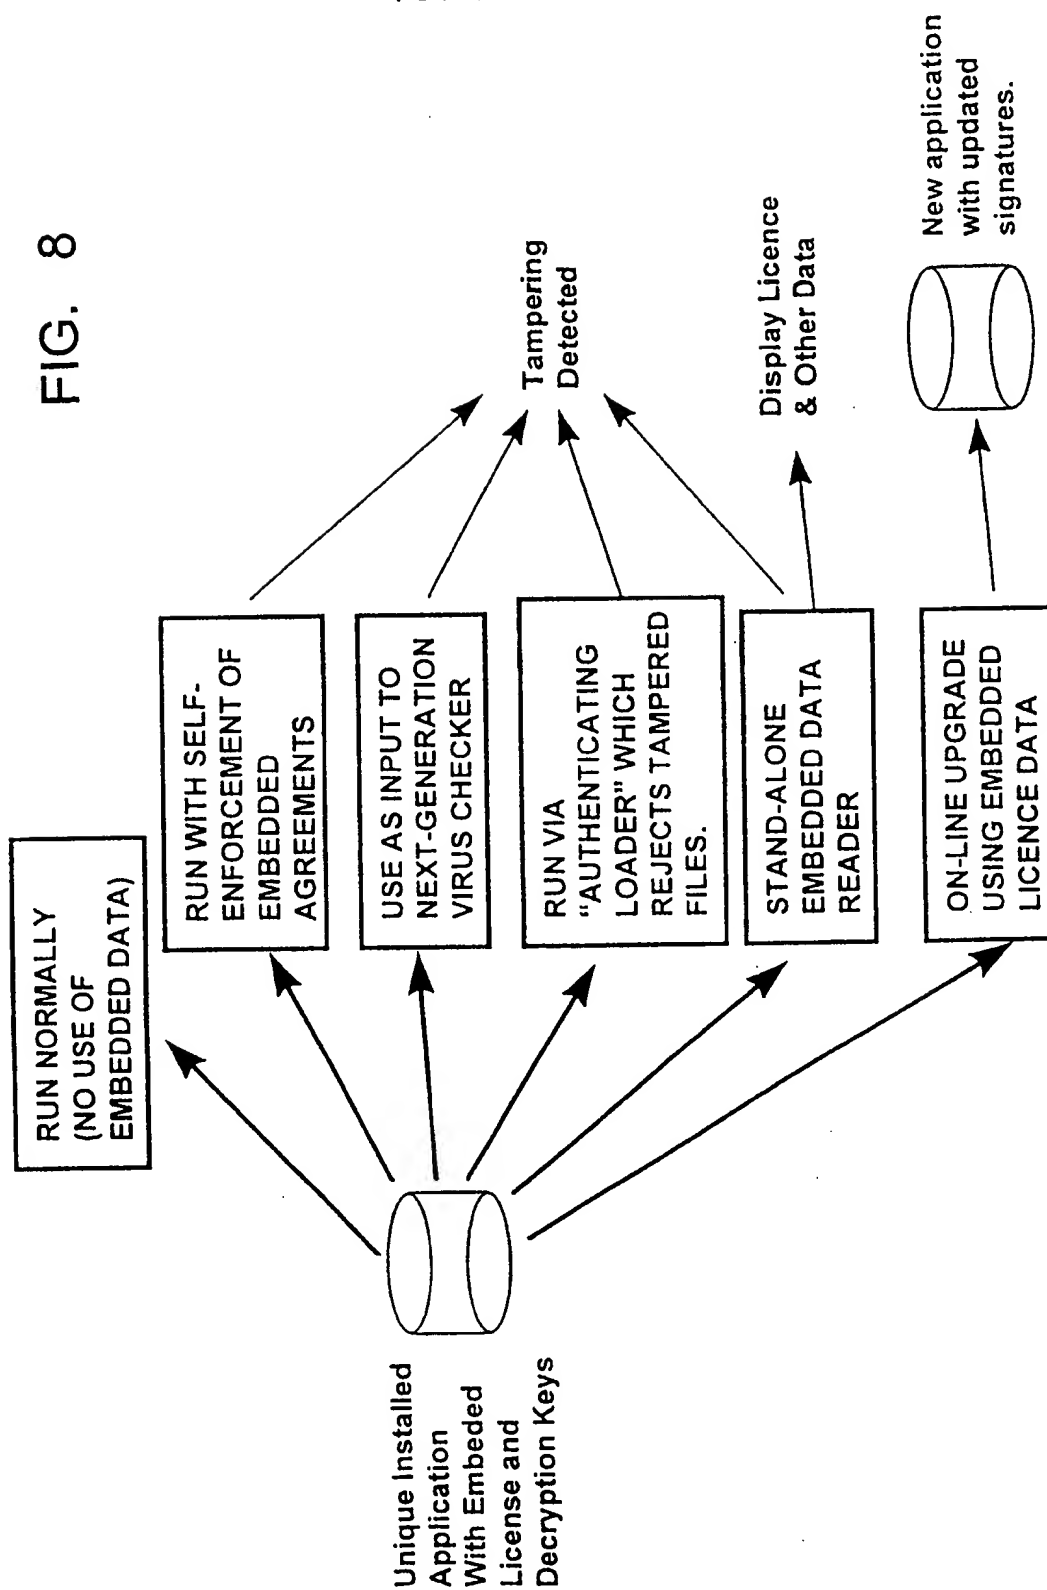 FIG. 8
RUN NORMALLY
(NO USE OF
EMBEDDED DATA)
RUN WITH SELF-
ENFORCEMENT OF
EMBEDDED
AGREEMENTS
USE AS INPUT TO
NEXT-GENERATION
VIRUS CHECKER
RUN VIA
“AUTHENTICATING
LOADER” WHICH
REJECTS TAMPERED
FILES.
STAND-ALONE
EMBEDDED DATA
READER
ON-LINE UPGRADE
USING EMBEDDED
LICENCE DATA
Unique Installed
Application
With Embeded
License and
Decryption Keys
Tampering
Detected
Display Licence
& Other Data
New application
with updated
signatures.